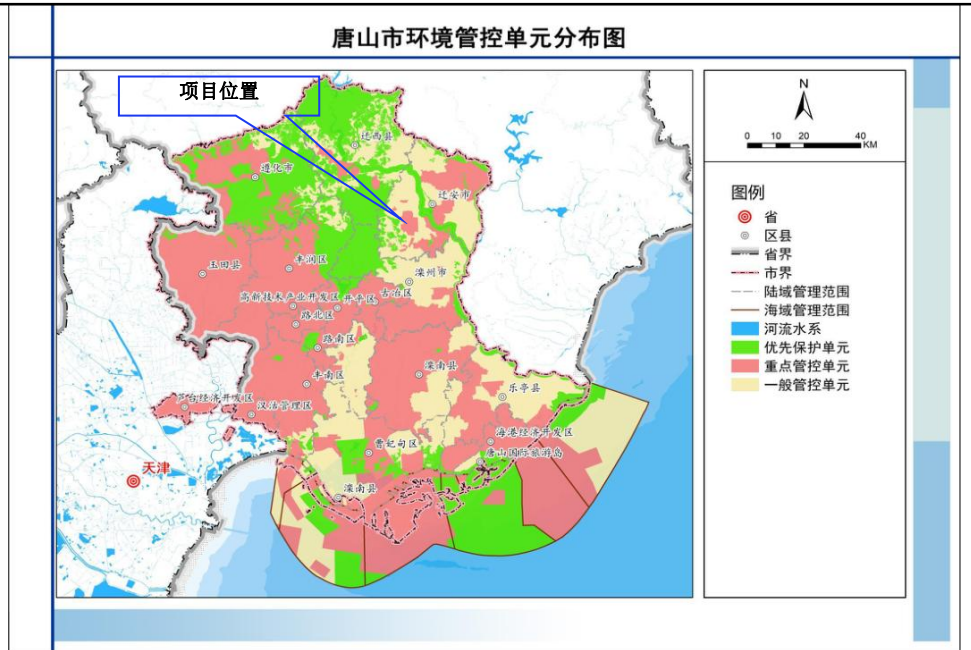 唐山市环境管控单元分布图
项目位置
迁西县
遵化市
迁安市
玉田县
丰润区
滦州市
高新技术产业开发区
开平区
古冶区
路北区
路南区
丰南区
滦南县
乐亭县
芦台经济开发区
汉沽管理区
海港经济开发区
曹妃甸区
唐山国际旅游岛
滦南县
天津
N
0 10 20 40
KM
图例
省
区县
省界
市界
陆域管理范围
海域管理范围
河流水系
优先保护单元
重点管控单元
一般管控单元